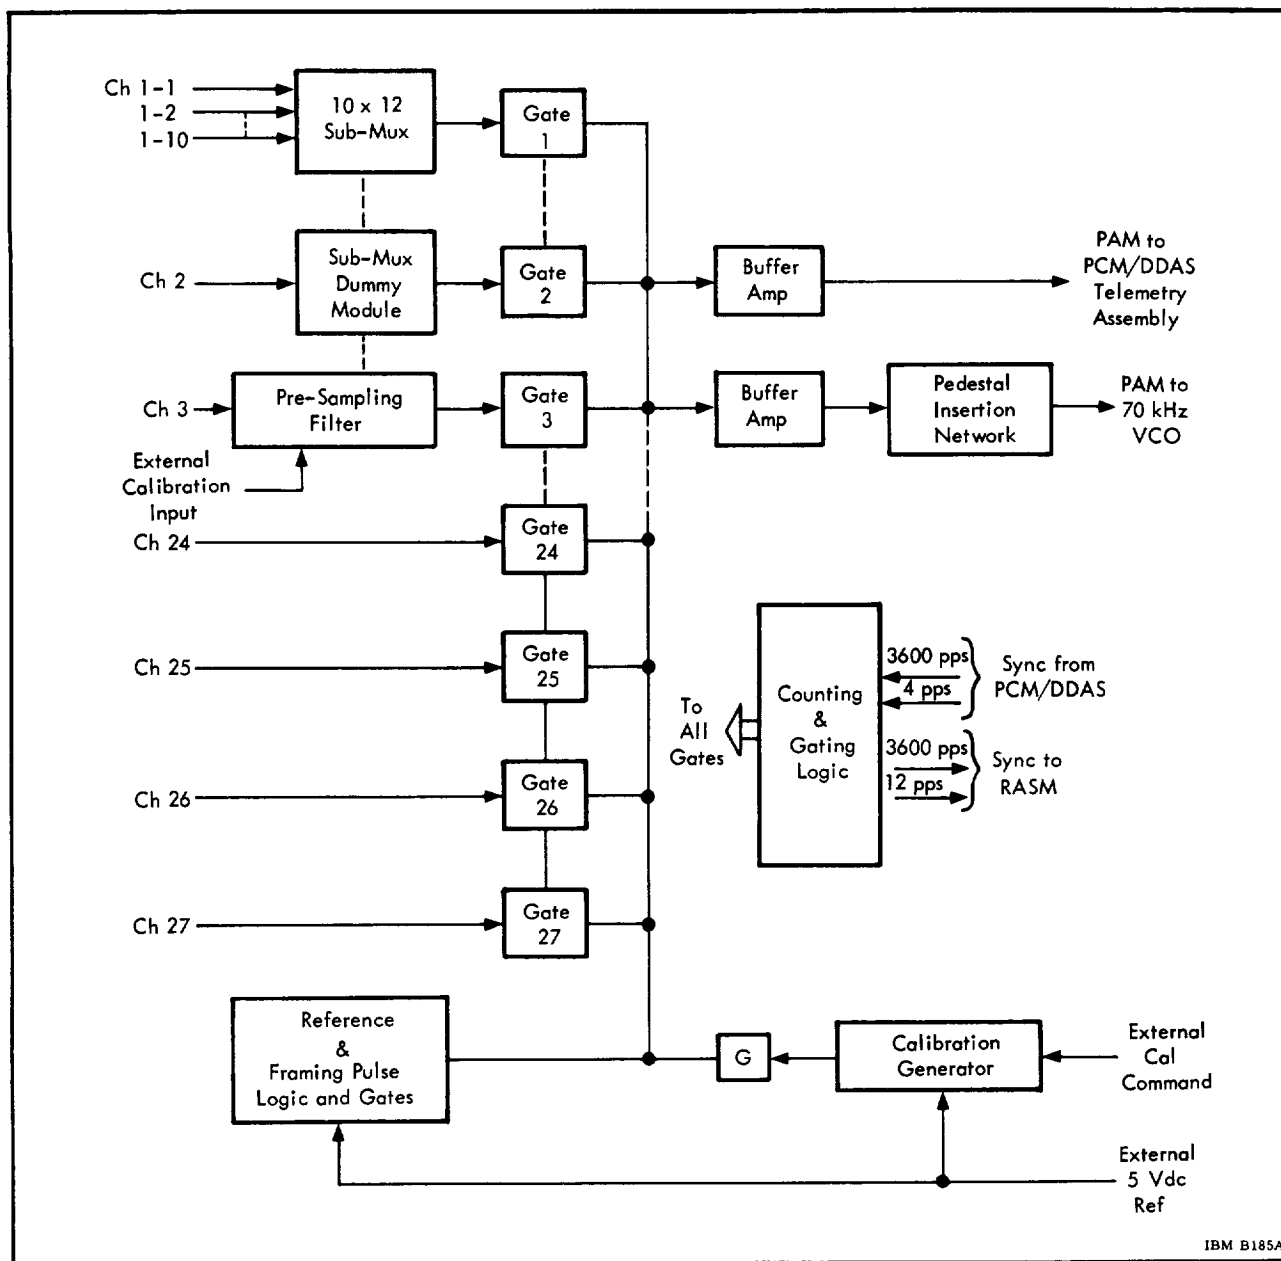 Ch 1-1
1-2
1-10
10 x 12
Sub-Mux
Gate
1
Ch 2
Sub-Mux
Dummy
Module
Gate
2
Buffer
Amp
PAM to
PCM/DDAS
Telemetry
Assembly
Ch 3
Pre-Sampling
Filter
Gate
3
Buffer
Amp
Pedestal
Insertion
Network
PAM to
70 kHz
VCO
External
Calibration
Input
Ch 24
Gate
24
Ch 25
Gate
25
To
All
Gates
Counting
&
Gating
Logic
3600 pps
4 pps
Sync from
PCM/DDAS
3600 pps
12 pps
Sync to
RASM
Ch 26
Gate
26
Ch 27
Gate
27
Reference
&
Framing Pulse
Logic and Gates
G
Calibration
Generator
External
Cal
Command
External
5 Vdc
Ref
IBM B185A